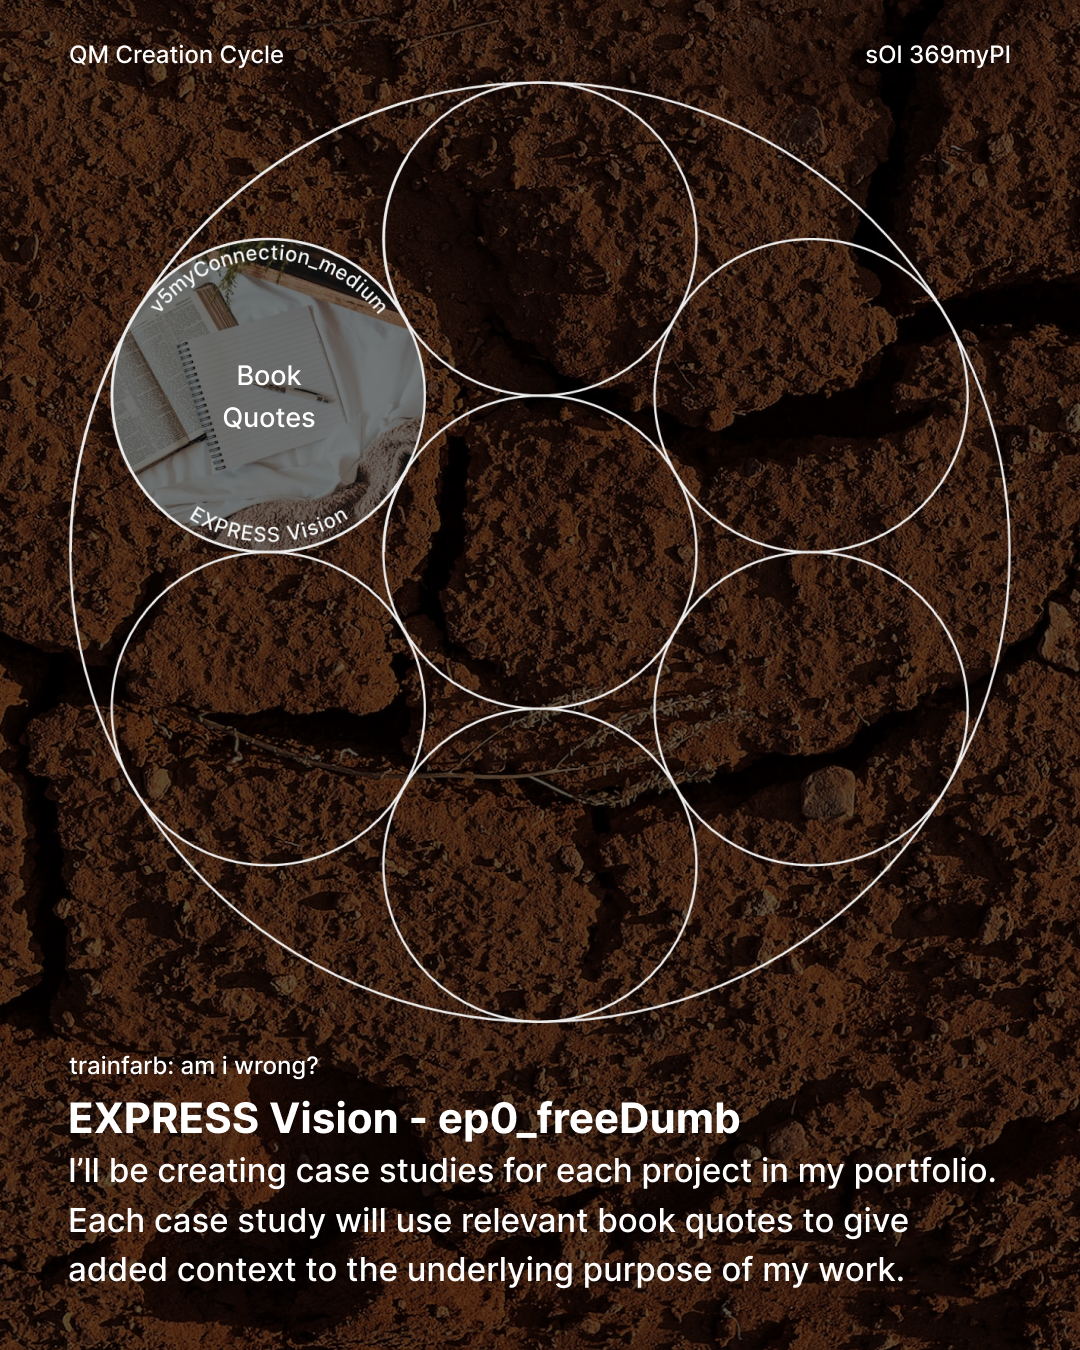 QM Creation Cycle
sOI 369myPI
v5myConnection_medium
Book
Quotes
EXPRESS Vision
trainfarb: am i wrong?
EXPRESS Vision - ep0_freeDumb
I’ll be creating case studies for each project in my portfolio.
Each case study will use relevant book quotes to give
added context to the underlying purpose of my work.